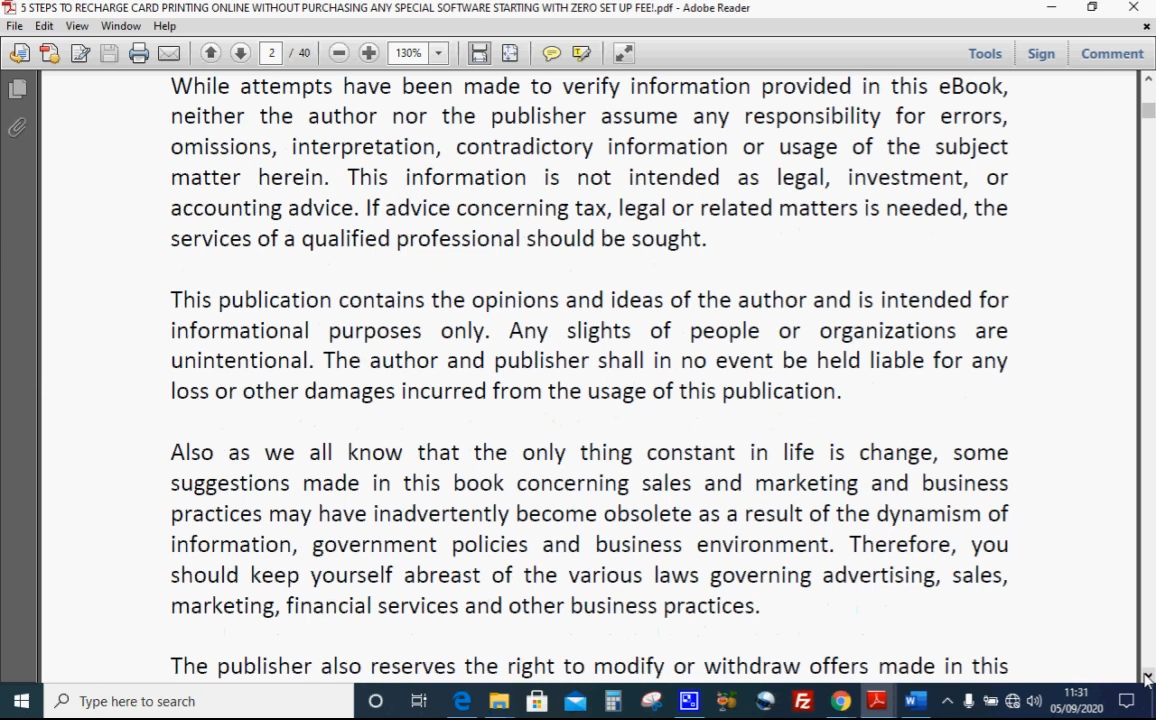 5 STEPS TO RECHARGE CARD PRINTING ONLINE WITHOUT PURCHASING ANY SPECIAL SOFTWARE STARTING WITH ZERO SET UP FEE!.pdf - Adobe Reader
File Edit View Window Help
2 / 40 130% Tools Sign Comment
While attempts have been made to verify information provided in this eBook,
neither the author nor the publisher assume any responsibility for errors,
omissions, interpretation, contradictory information or usage of the subject
matter herein. This information is not intended as legal, investment, or
accounting advice. If advice concerning tax, legal or related matters is needed, the
services of a qualified professional should be sought.
This publication contains the opinions and ideas of the author and is intended for
informational purposes only. Any slights of people or organizations are
unintentional. The author and publisher shall in no event be held liable for any
loss or other damages incurred from the usage of this publication.
Also as we all know that the only thing constant in life is change, some
suggestions made in this book concerning sales and marketing and business
practices may have inadvertently become obsolete as a result of the dynamism of
information, government policies and business environment. Therefore, you
should keep yourself abreast of the various laws governing advertising, sales,
marketing, financial services and other business practices.
The publisher also reserves the right to modify or withdraw offers made in this
Type here to search
11:31
05/09/2020